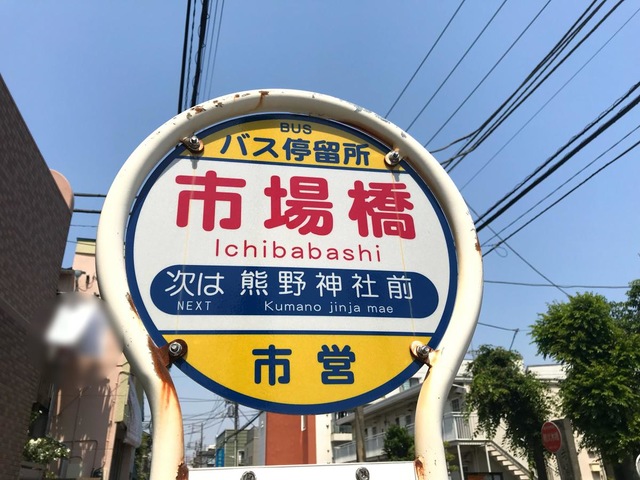 BUS
バス停留所
市場橋
Ichibabashi
次は 熊野神社前
NEXT Kumano jinja mae
市営